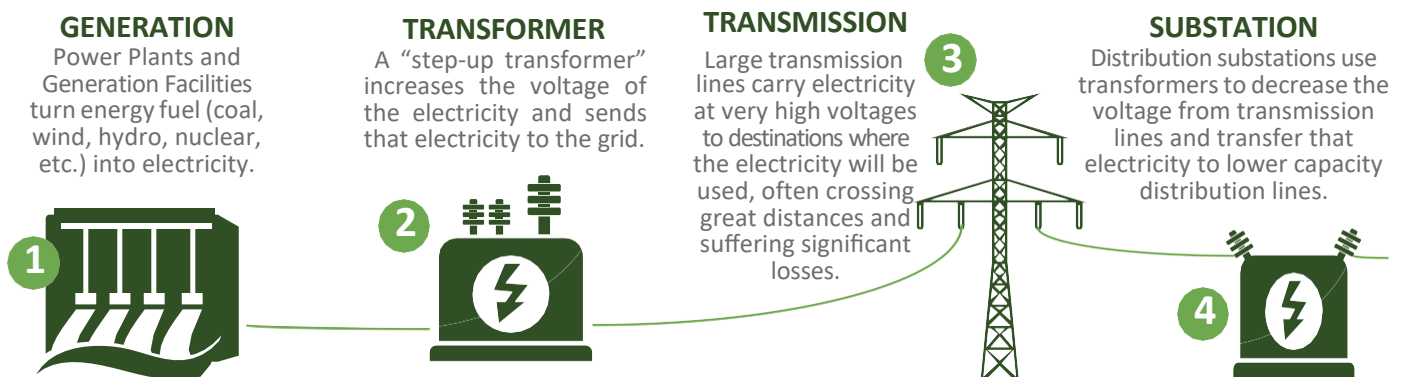 GENERATION
Power Plants and
Generation Facilities
turn energy fuel (coal,
wind, hydro, nuclear,
etc.) into electricity.
1
TRANSFORMER
A “step-up transformer”
increases the voltage of
the electricity and sends
that electricity to the grid.
2
TRANSMISSION
Large transmission
lines carry electricity
at very high voltages
to destinations where
the electricity will be
used, often crossing
great distances and
suffering significant
losses.
3
SUBSTATION
Distribution substations use
transformers to decrease the
voltage from transmission
lines and transfer that
electricity to lower capacity
distribution lines.
4